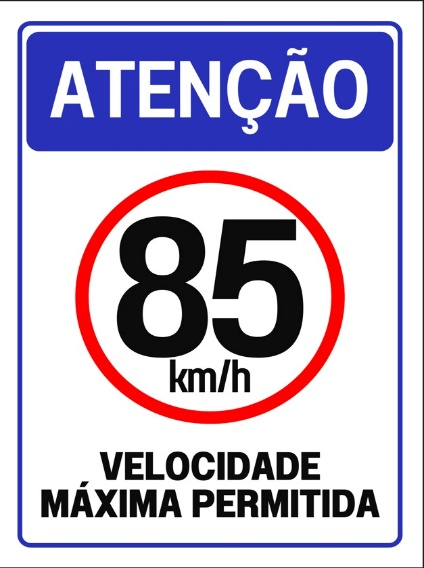 ATENÇÃO
85
km/h
VELOCIDADE
MÁXIMA PERMITIDA